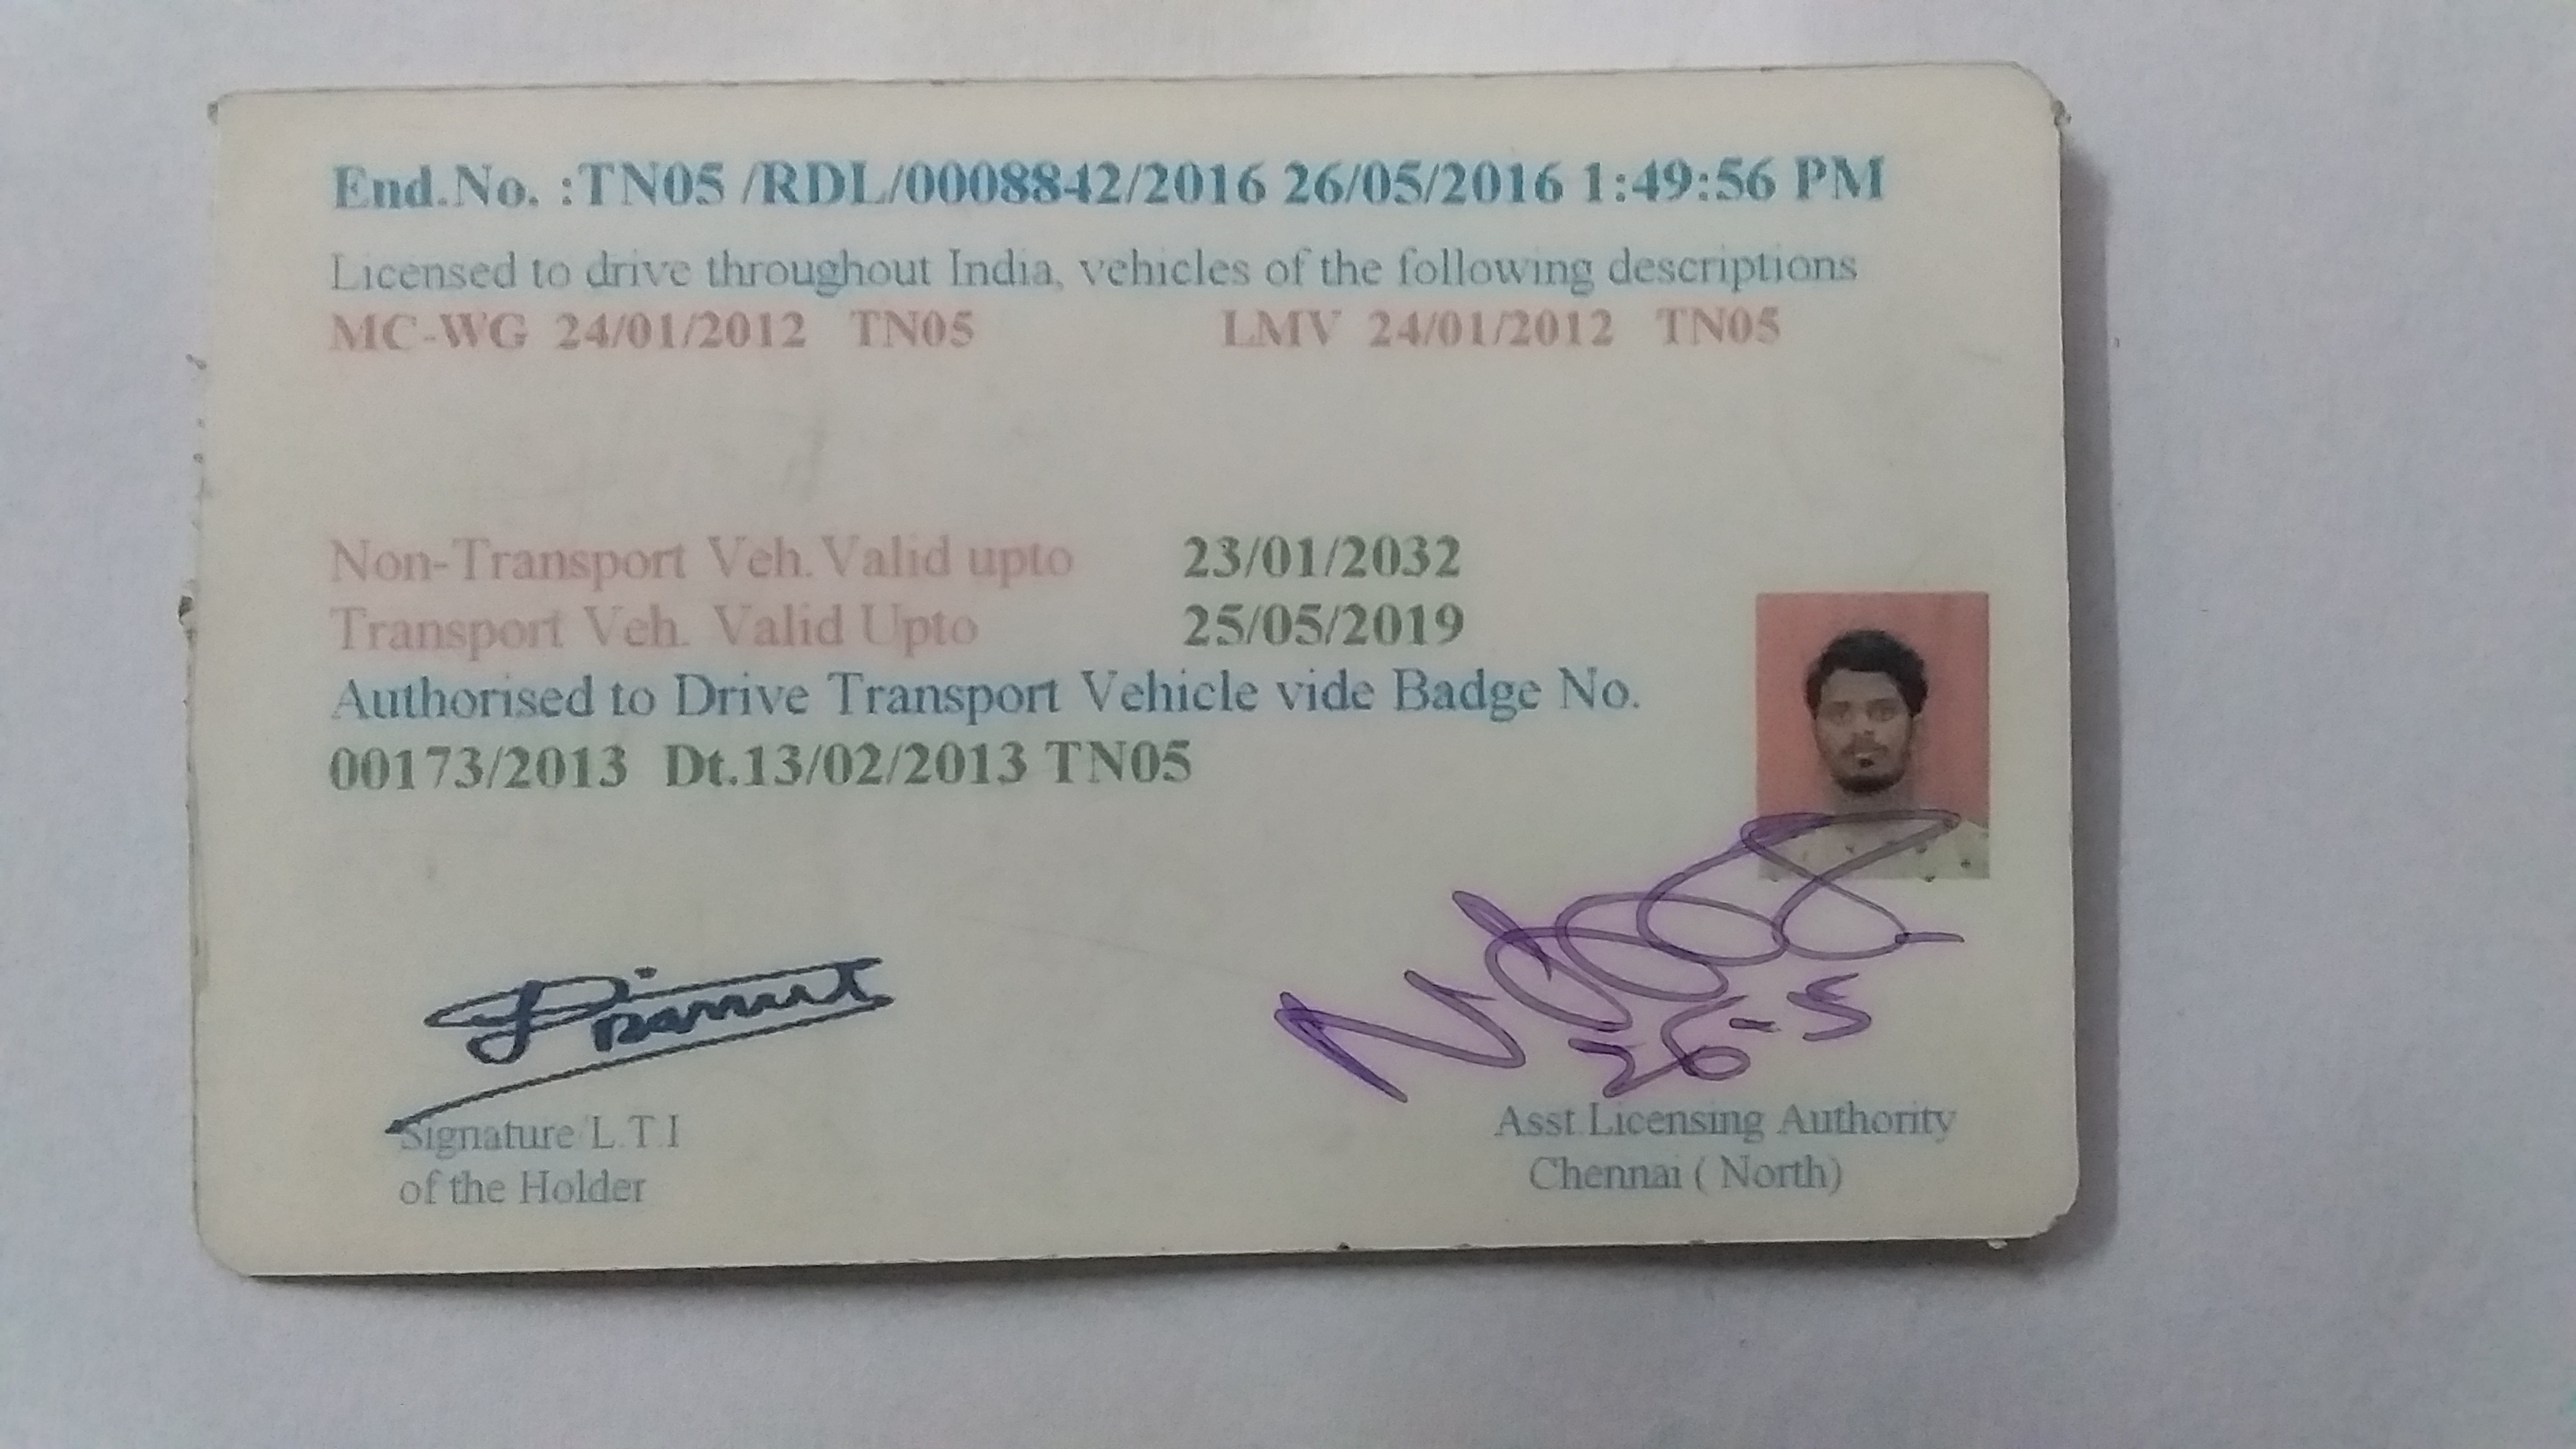 End.No. :TN05 /RDL/0008842/2016 26/05/2016 1:49:56 PM
Licensed to drive throughout India, vehicles of the following descriptions
MC-WG 24/01/2012 TN05 LMV 24/01/2012 TN05
Non-Transport Veh.Valid upto 23/01/2032
Transport Veh. Valid Upto 25/05/2019
Authorised to Drive Transport Vehicle vide Badge No.
00173/2013 Dt.13/02/2013 TN05
26-5
Signature/L.T.I
of the Holder
Asst.Licensing Authority
Chennai ( North)